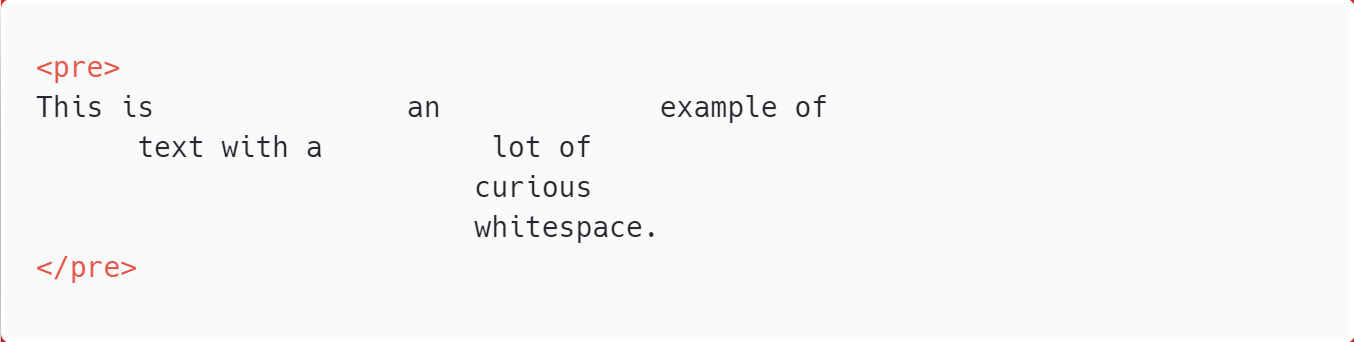 <pre>
This is               an             example of
      text with a          lot of
                          curious
                          whitespace.
</pre>